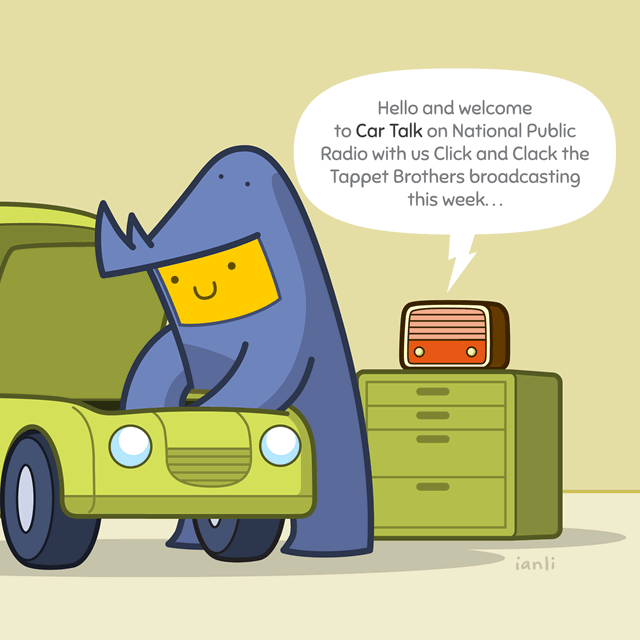 Hello and welcome
to Car Talk on National Public
Radio with us Click and Clack the
Tappet Brothers broadcasting
this week...
ianli